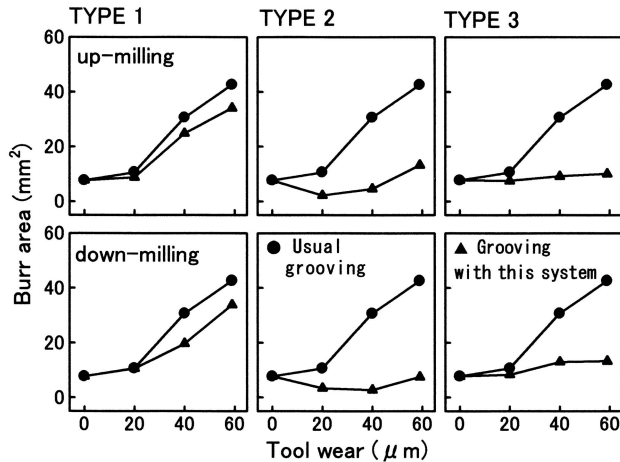 TYPE 1 TYPE 2 TYPE 3
60
up-milling
40
20
0
Burr area (mm²)
60
down-milling
● Usual
grooving
▲ Grooving
with this system
40
20
0
0 20 40 60 0 20 40 60 0 20 40 60
Tool wear (μm)